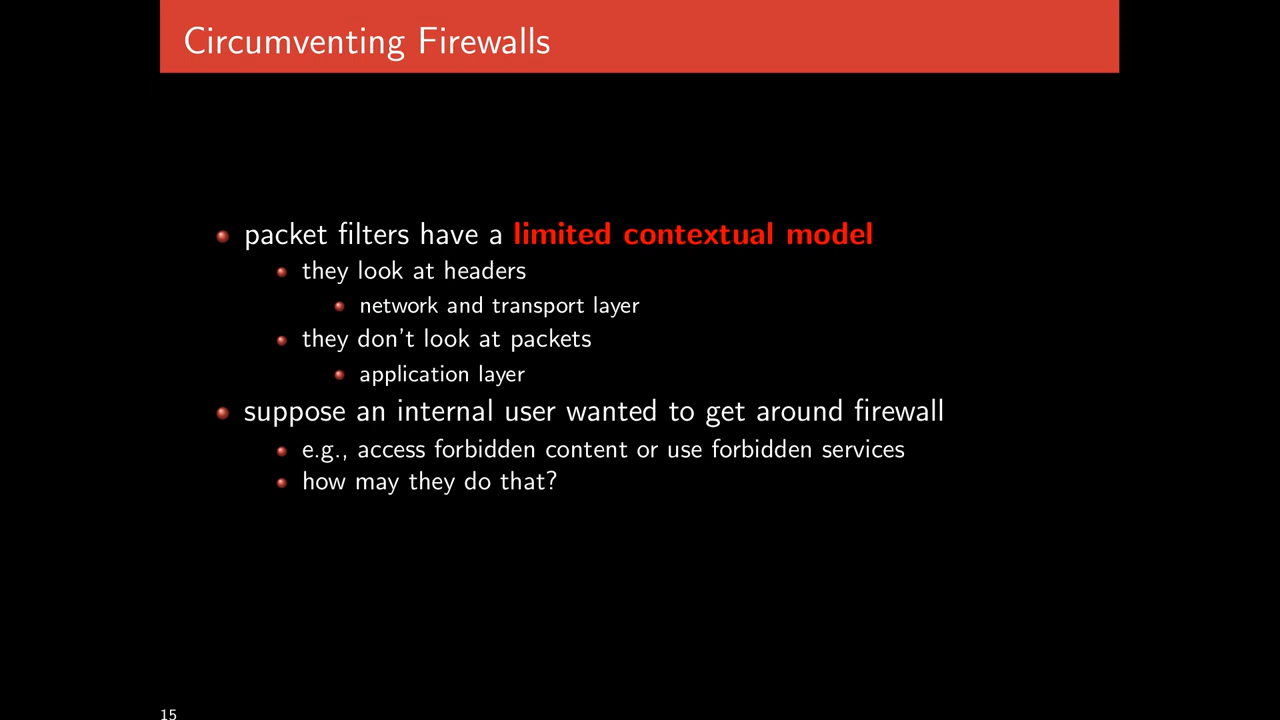 Circumventing Firewalls
packet filters have a limited contextual model
they look at headers
network and transport layer
they don't look at packets
application layer
suppose an internal user wanted to get around firewall
e.g., access forbidden content or use forbidden services
how may they do that?
15